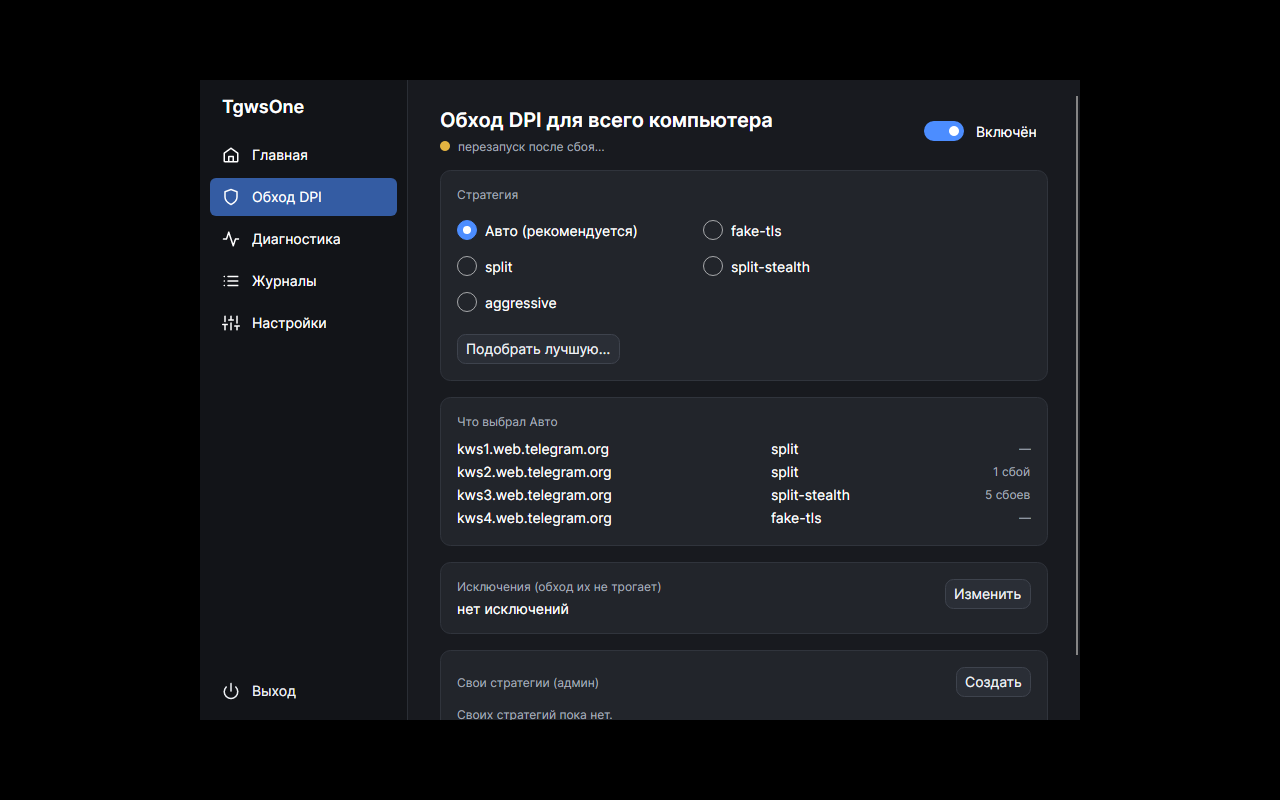 TgwsOne
Главная
Обход DPI
Диагностика
Журналы
Настройки
Выход
Обход DPI для всего компьютера
перезапуск после сбоя...
Включён
Стратегия
Авто (рекомендуется)
fake-tls
split
split-stealth
aggressive
Подобрать лучшую...
Что выбрал Авто
kws1.web.telegram.org split —
kws2.web.telegram.org split 1 сбой
kws3.web.telegram.org split-stealth 5 сбоев
kws4.web.telegram.org fake-tls —
Исключения (обход их не трогает)
нет исключений
Изменить
Свои стратегии (админ)
Создать
Своих стратегий пока нет.